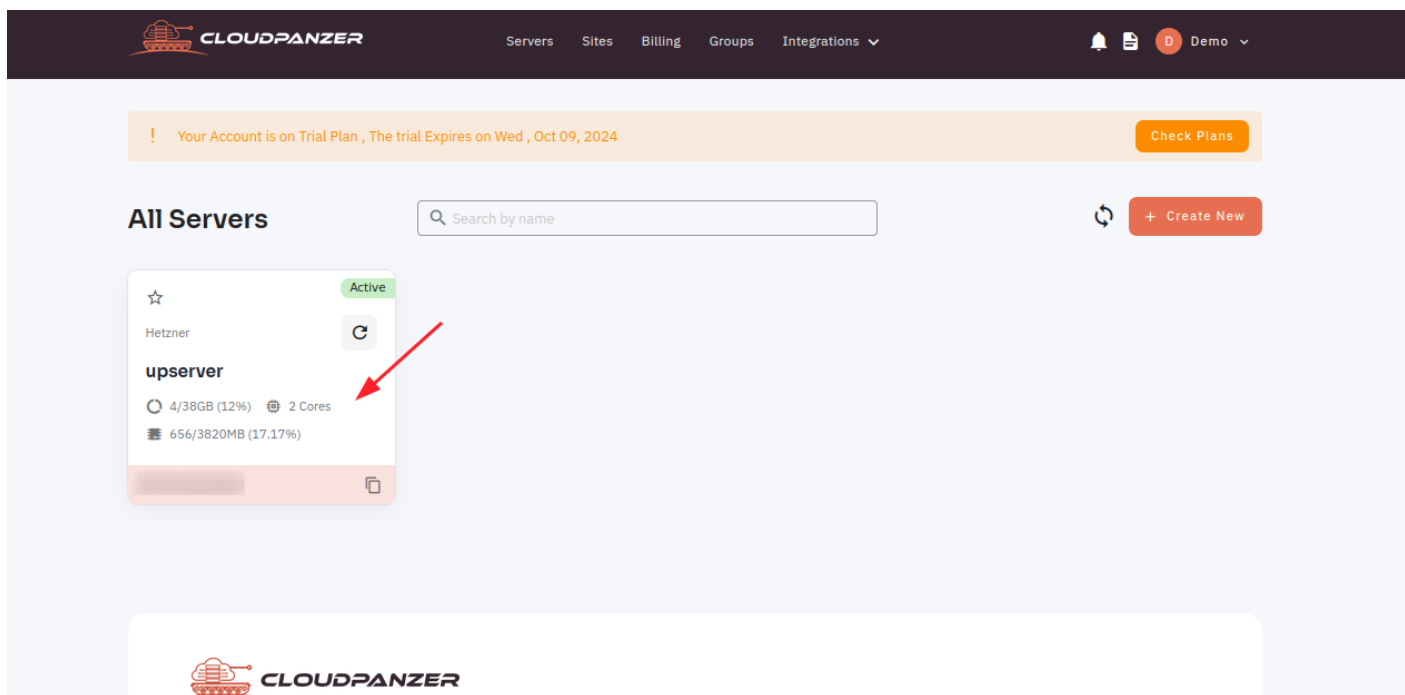 CLOUDPANZER
Servers Sites Billing Groups Integrations
D Demo
! Your Account is on Trial Plan , The trial Expires on Wed , Oct 09, 2024
Check Plans
All Servers
Search by name
+ Create New
Active
Hetzner
upserver
4/38GB (12%) 2 Cores
656/3820MB (17.17%)
CLOUDPANZER